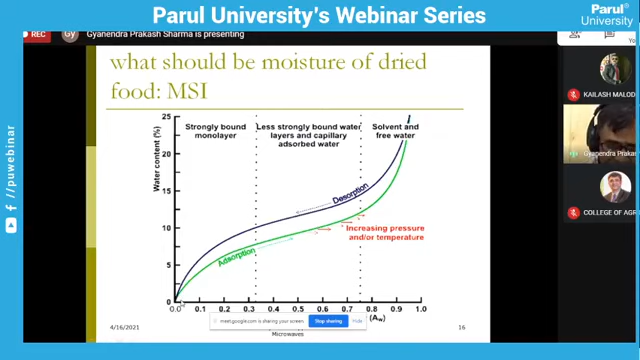 Parul University's Webinar Series
Parul®
University
REC
Gy
Gyanendra Prakash Sharma is presenting
Yo
what should be moisture of dried
food: MSI
KAILASH MALOD
Gyanendra Prakas
COLLEGE OF AGR
/puwebinar
Water content (%)
25
20
15
10
5
0
Strongly bound
monolayer
Less strongly bound water
layers and capillary
adsorbed water
Solvent and
free water
Desorption
Adsorption
Increasing pressure
and/or temperature
0.0 0.1 0.2 0.3 0.4 0.5 0.6 0.7 0.8 0.9 1.0
(Aw)
meet.google.com is sharing your screen. Stop sharing Hide
4/16/2021
Microwaves
16